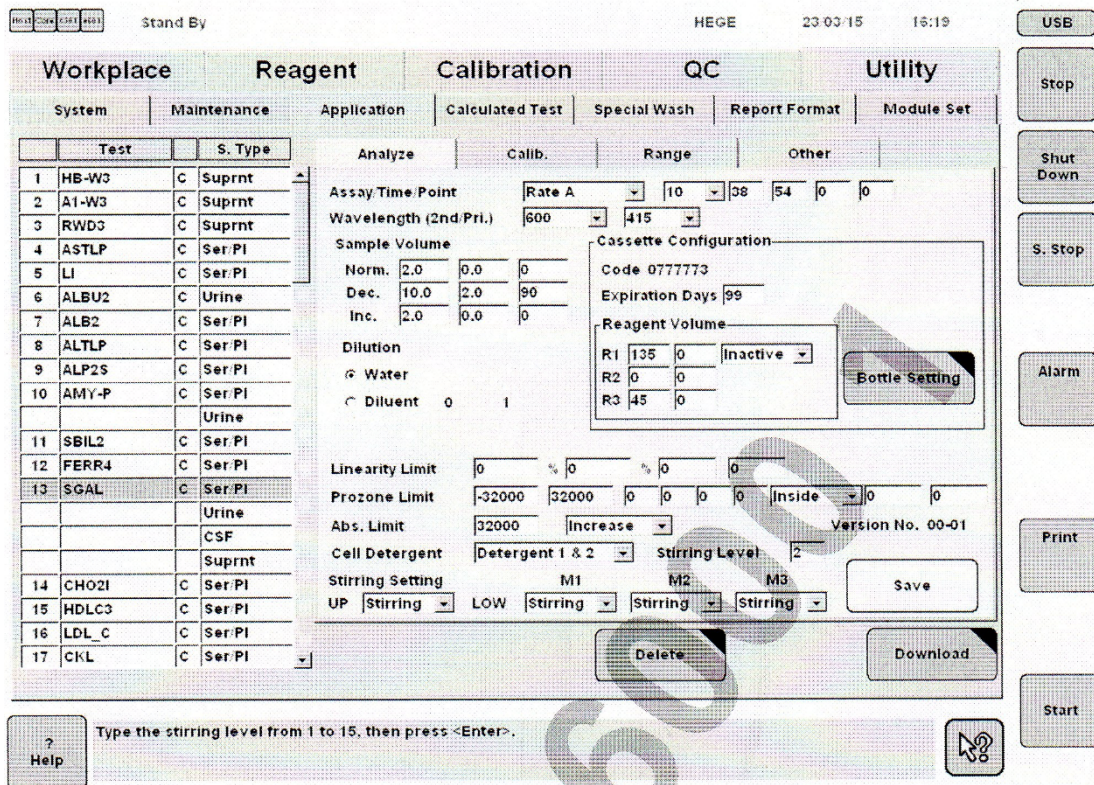 Stand By HEGE 23/03/15 16:19 USB
Workplace Reagent Calibration QC Utility
Stop
System Maintenance Application Calculated Test Special Wash Report Format Module Set
Test S. Type
Analyze Calib. Range Other
Shut Down
1 HB-W3 C Suprnt
2 A1-W3 C Suprnt
3 RWD3 C Suprnt
4 ASTLP C Ser/Pl
5 LI C Ser/Pl
6 ALBU2 C Urine
7 ALB2 C Ser/Pl
8 ALTLP C Ser/Pl
9 ALP2S C Ser/Pl
10 AMY-P C Ser/Pl
Urine
11 SBIL2 C Ser/Pl
12 FERR4 C Ser/Pl
13 SGAL C Ser/Pl
Urine
CSF
Suprnt
14 CHO2I C Ser/Pl
15 HDLC3 C Ser/Pl
16 LDL_C C Ser/Pl
17 CKL C Ser/Pl
Assay/Time/Point Rate A 10 38 54 0 0
Wavelength (2nd/Pri.) 600 415
Sample Volume
Norm. 2.0 0.0 0
Dec. 10.0 2.0 90
Inc. 2.0 0.0 0
Cassette Configuration
Code 0777773
Expiration Days 99
Reagent Volume
R1 135 0 Inactive
R2 0 0
R3 45 0
Bottle Setting
Dilution
Water
Diluent 0 1
Linearity Limit 0 % 0 % 0 0
Prozone Limit -32000 32000 0 0 0 0 Inside 0 0
Abs. Limit 32000 Increase Version No. 00-01
Cell Detergent Detergent 1 & 2 Stirring Level 2
Stirring Setting M1 M2 M3
UP Stirring LOW Stirring Stirring Stirring
Save
Delete Download
S. Stop
Alarm
Print
Start
? Help
Type the stirring level from 1 to 15, then press <Enter>.